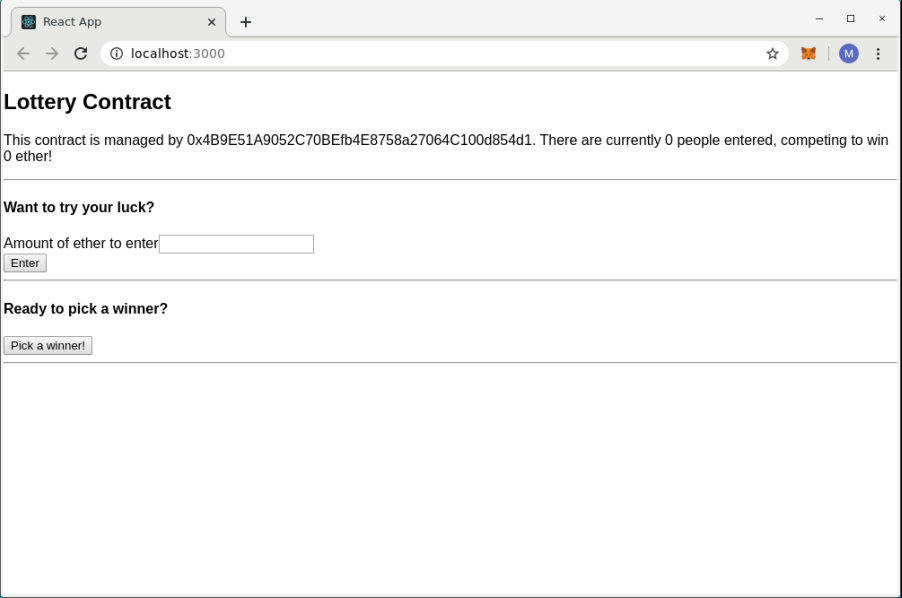 React App
localhost:3000
M
Lottery Contract
This contract is managed by 0x4B9E51A9052C70BEfb4E8758a27064C100d854d1. There are currently 0 people entered, competing to win
0 ether!
Want to try your luck?
Amount of ether to enter
Enter
Ready to pick a winner?
Pick a winner!